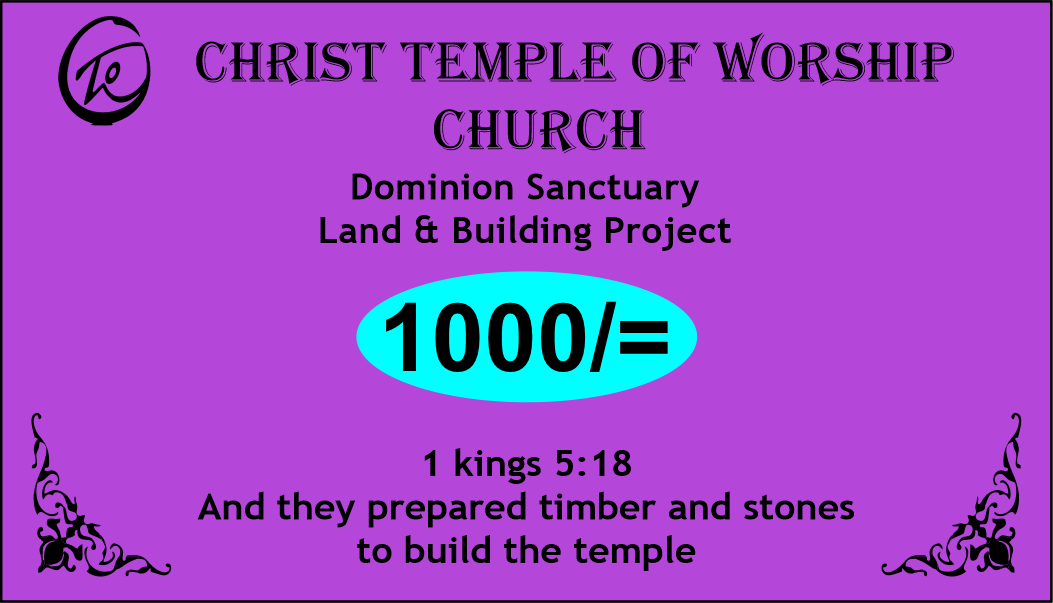 CHRIST TEMPLE OF WORSHIP
CHURCH
Dominion Sanctuary
Land & Building Project
1000/=
1 kings 5:18
And they prepared timber and stones
to build the temple